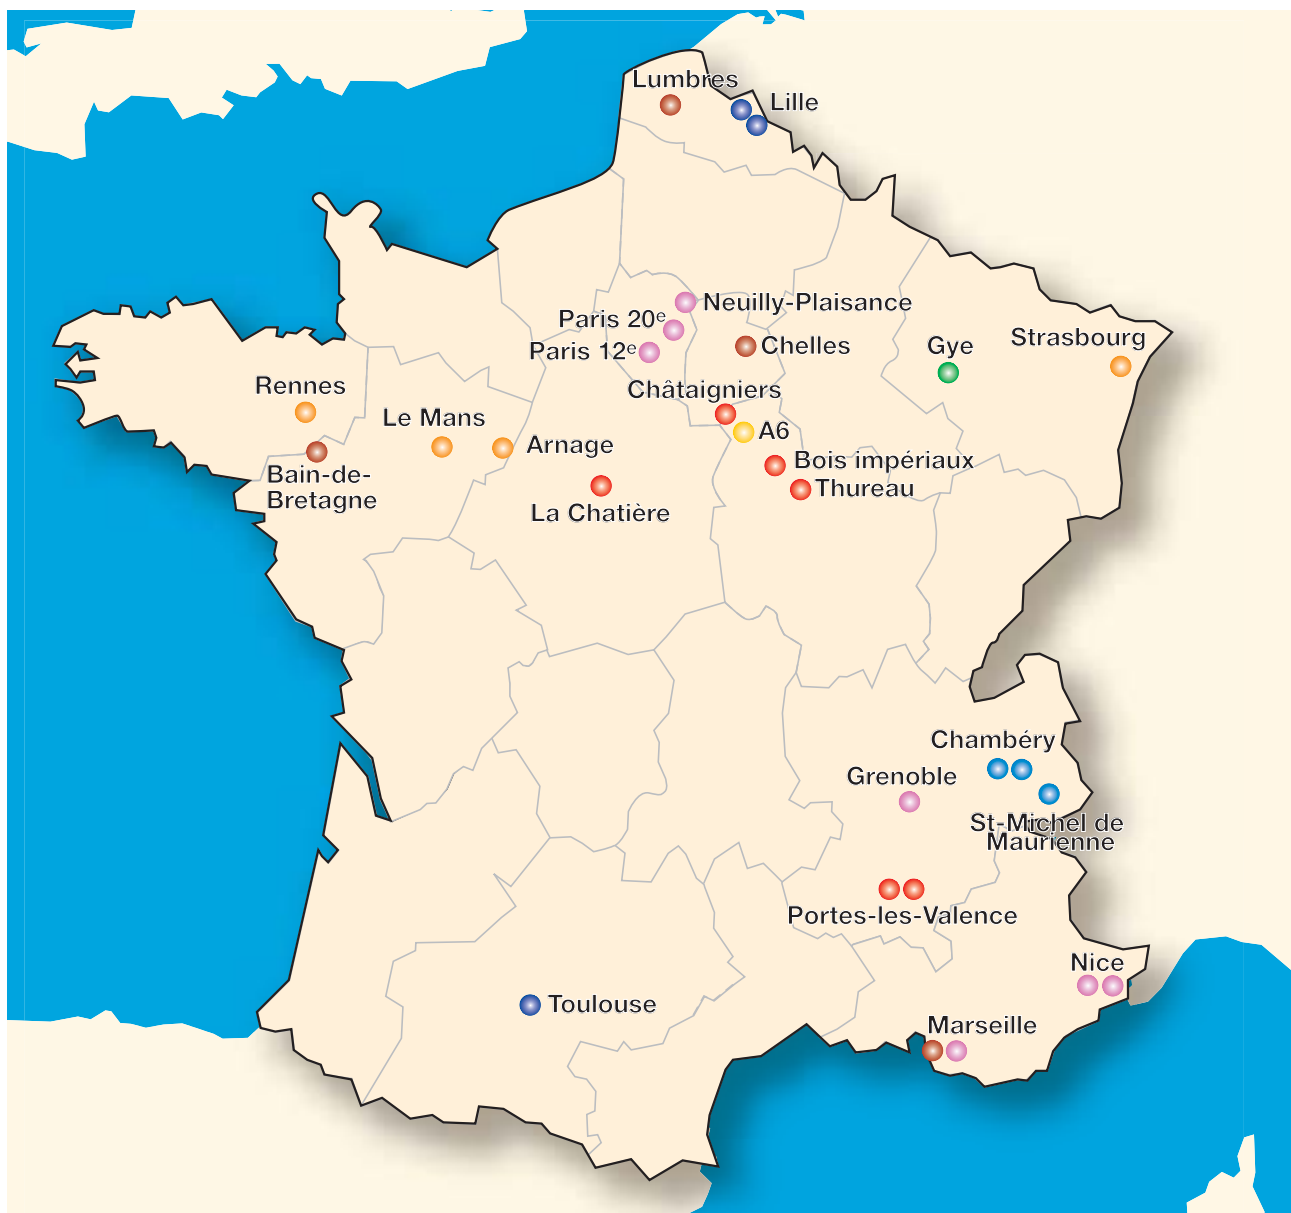 Lumbres
Lille
Neuilly-Plaisance
Paris 20e
Paris 12e
Chelles
Gye
Strasbourg
Châtaigniers
Rennes
Le Mans
A6
Arnage
Bois impériaux
Bain-de-
Bretagne
Thureau
La Chatière
Chambéry
Grenoble
St-Michel de
Maurienne
Portes-les-Valence
Nice
Toulouse
Marseille